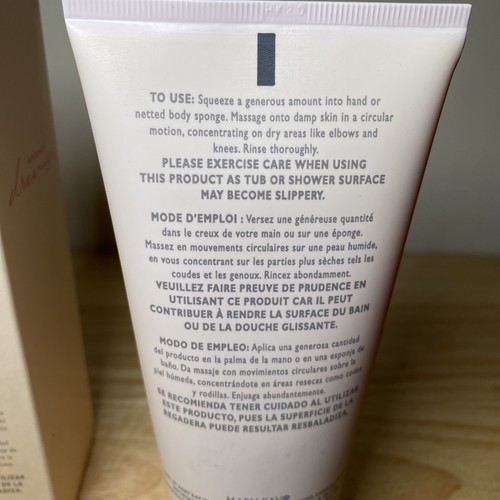 TO USE: Squeeze a generous amount into hand or
netted body sponge. Massage onto damp skin in a circular
motion, concentrating on dry areas like elbows and
knees. Rinse thoroughly.
PLEASE EXERCISE CARE WHEN USING
THIS PRODUCT AS TUB OR SHOWER SURFACE
MAY BECOME SLIPPERY.
MODE D'EMPLOI : Versez une généreuse quantité
dans le creux de votre main ou sur une éponge.
Massez en mouvements circulaires sur une peau humide,
en vous concentrant sur les parties plus sèches tels les
coudes et les genoux. Rincez abondamment.
VEUILLEZ FAIRE PREUVE DE PRUDENCE EN
UTILISANT CE PRODUIT CAR IL PEUT
CONTRIBUER À RENDRE LA SURFACE DU BAIN
OU DE LA DOUCHE GLISSANTE.
MODO DE EMPLEO: Aplica una generosa cantidad
del producto en la palma de la mano o en una esponja de
baño. Da masaje con movimientos circulares sobre la
piel húmeda, concentrándote en áreas resecas como codos
y rodillas. Enjuaga abundantemente.
SE RECOMIENDA TENER CUIDADO AL UTILIZAR
ESTE PRODUCTO, PUES LA SUPERFICIE DE LA
REGADERA PUEDE RESULTAR RESBALADIZA.